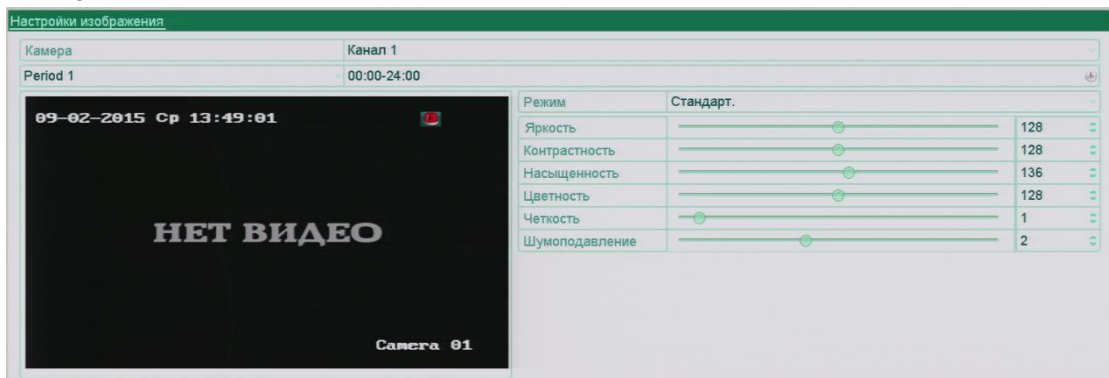 Настройки изображения
Камера Канал 1
Period 1 00:00-24:00
09-02-2015 Ср 13:49:01
НЕТ ВИДЕО
Camera 01
Режим Стандарт.
Яркость 128
Контрастность 128
Насыщенность 136
Цветность 128
Четкость 1
Шумоподавление 2